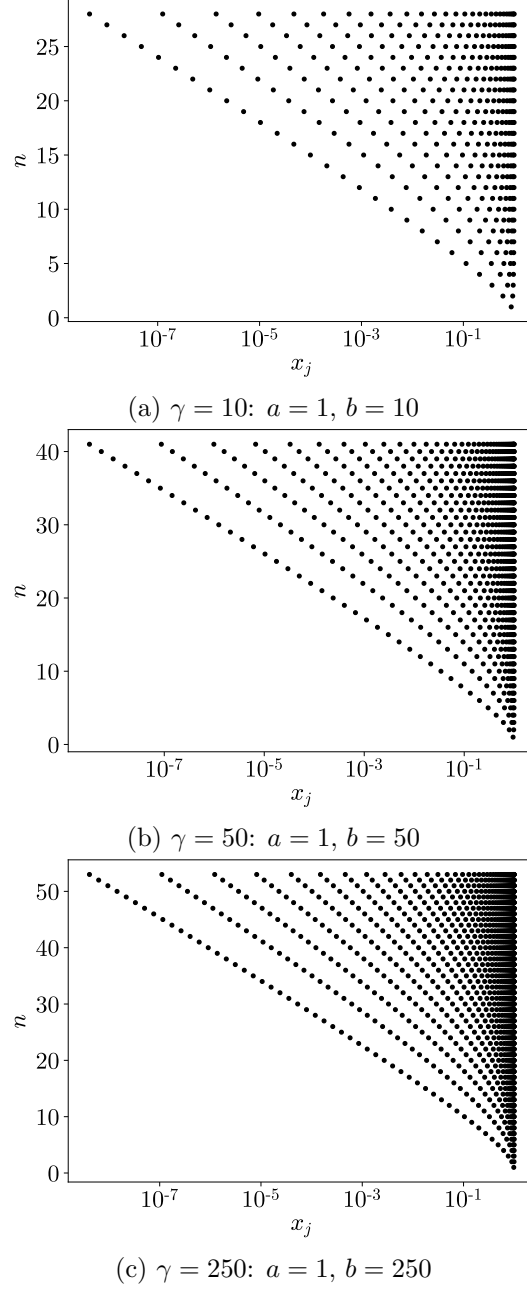 25
20
15
10
5
0
n
10⁻⁷ 10⁻⁵ 10⁻³ 10⁻¹
xⱼ
(a) γ = 10: a = 1, b = 10
40
30
20
10
0
n
10⁻⁷ 10⁻⁵ 10⁻³ 10⁻¹
xⱼ
(b) γ = 50: a = 1, b = 50
50
40
30
20
10
0
n
10⁻⁷ 10⁻⁵ 10⁻³ 10⁻¹
xⱼ
(c) γ = 250: a = 1, b = 250